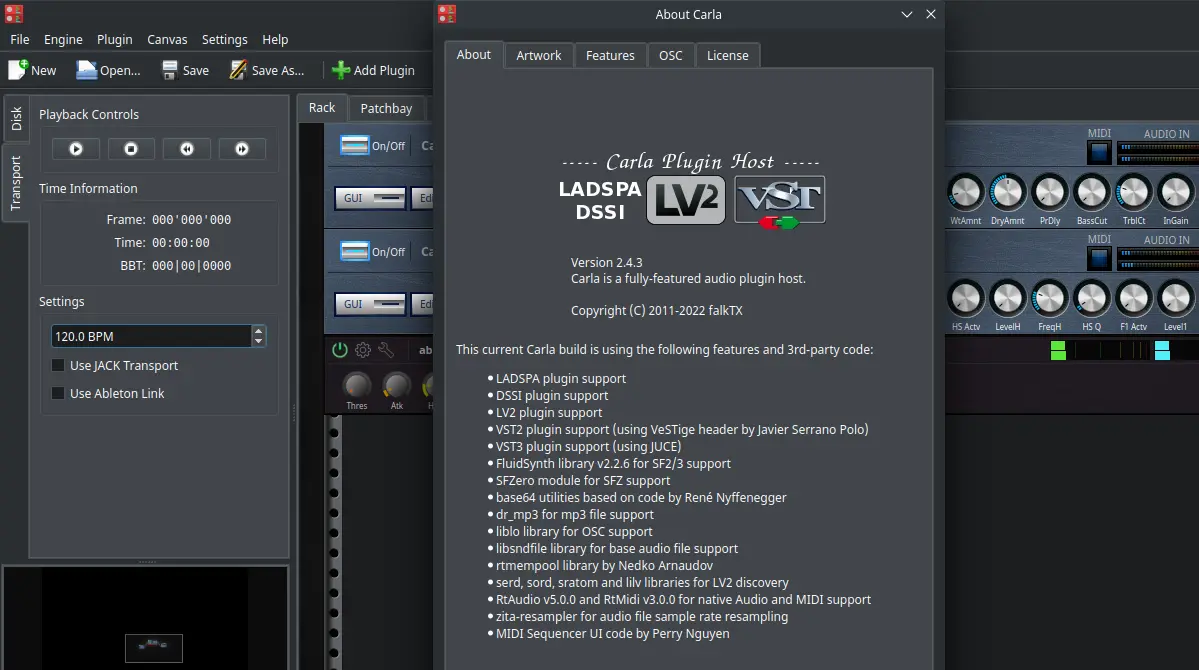 About Carla
File Engine Plugin Canvas Settings Help
New Open... Save Save As... Add Plugin
About Artwork Features OSC License
Disk
Transport
Playback Controls
Time Information
Frame: 000'000'000
Time: 00:00:00
BBT: 000|00|0000
Settings
120.0 BPM
Use JACK Transport
Use Ableton Link
Rack Patchbay
On/Off Ca
GUI Ed
On/Off Ca
GUI Ed
ab
Thres Atk
----- Carla Plugin Host -----
LADSPA
DSSI
LV2
VST
Version 2.4.3
Carla is a fully-featured audio plugin host.
Copyright (C) 2011-2022 falkTX
This current Carla build is using the following features and 3rd-party code:
• LADSPA plugin support
• DSSI plugin support
• LV2 plugin support
• VST2 plugin support (using VeSTige header by Javier Serrano Polo)
• VST3 plugin support (using JUCE)
• FluidSynth library v2.2.6 for SF2/3 support
• SFZero module for SFZ support
• base64 utilities based on code by René Nyffenegger
• dr_mp3 for mp3 file support
• liblo library for OSC support
• libsndfile library for base audio file support
• rtmempool library by Nedko Arnaudov
• serd, sord, sratom and lilv libraries for LV2 discovery
• RtAudio v5.0.0 and RtMidi v3.0.0 for native Audio and MIDI support
• zita-resampler for audio file sample rate resampling
• MIDI Sequencer UI code by Perry Nguyen
MIDI AUDIO IN
WtAmnt DryAmnt PrDly BassCut TrblCt InGain
MIDI AUDIO IN
HS Actv LevelH FreqH HS Q F1 Actv Level1